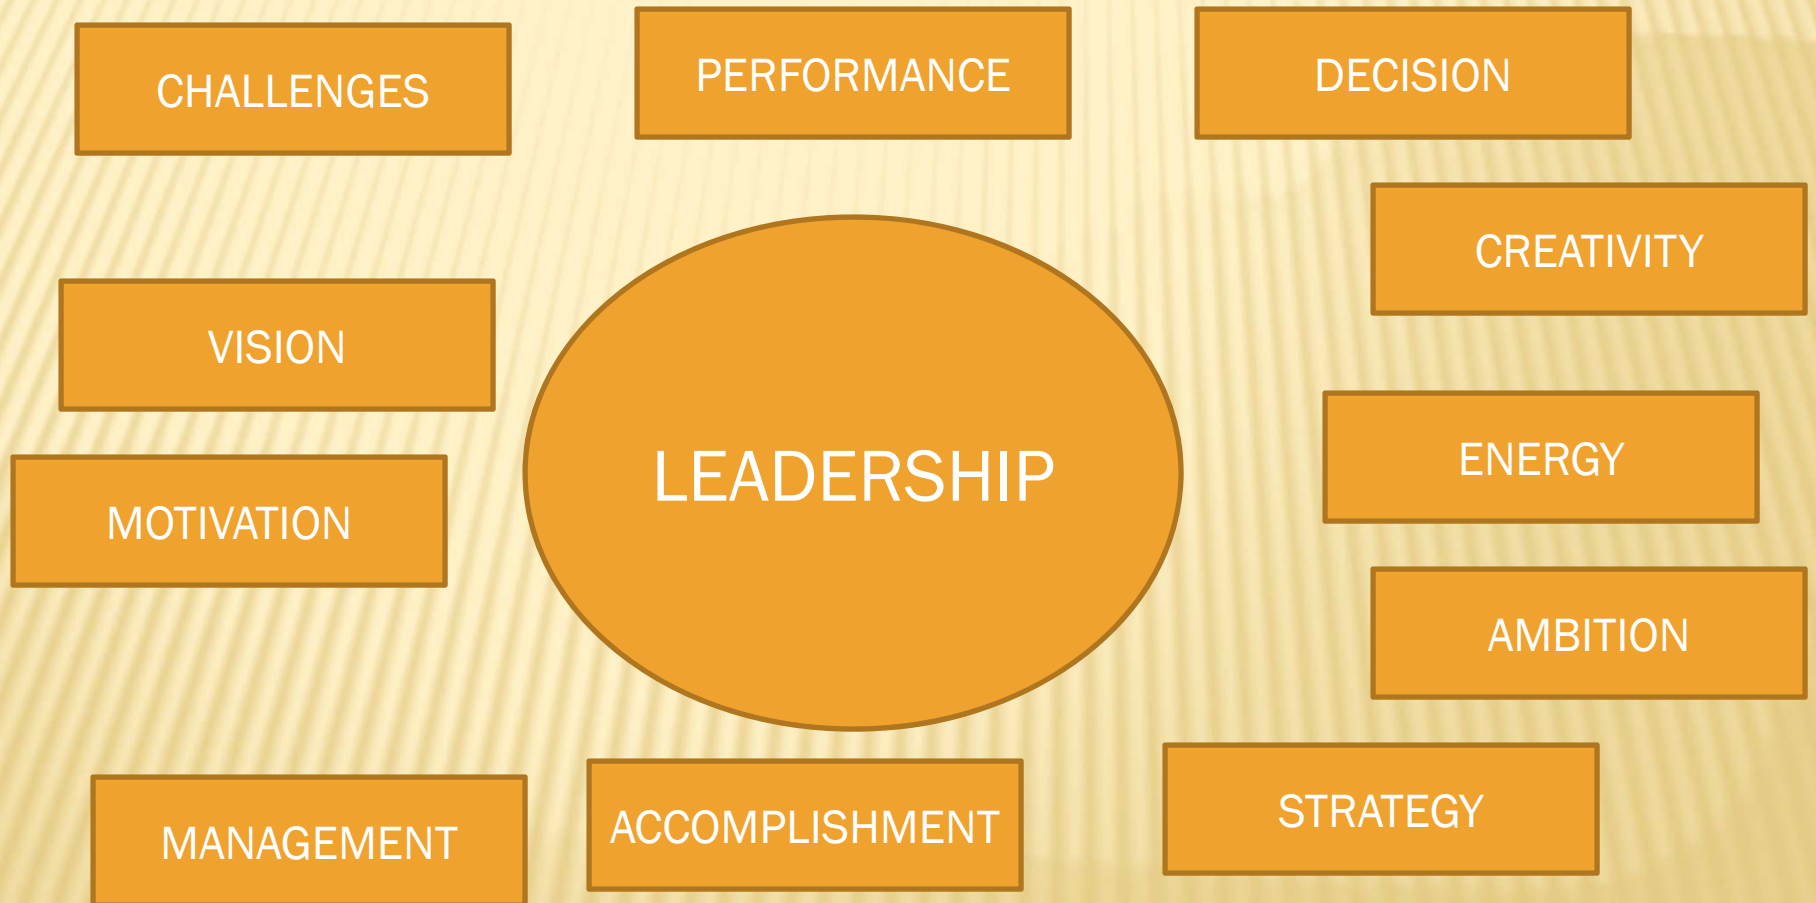 CHALLENGES
PERFORMANCE
DECISION
CREATIVITY
VISION
LEADERSHIP
ENERGY
MOTIVATION
AMBITION
MANAGEMENT
ACCOMPLISHMENT
STRATEGY